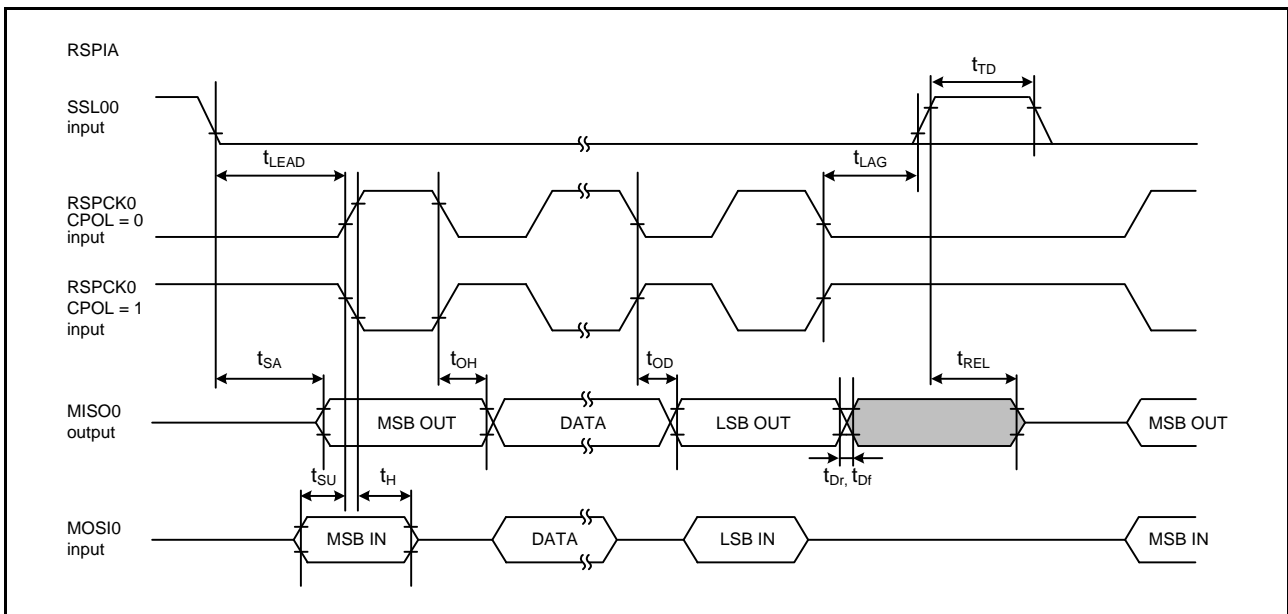 RSPIA
tTD
SSL00
input
tLEAD
tLAG
RSPCK0
CPOL = 0
input
RSPCK0
CPOL = 1
input
tSA
tOH
tOD
tREL
MISO0
output
MSB OUT
DATA
LSB OUT
MSB OUT
tSU
tH
tDr, tDf
MOSI0
input
MSB IN
DATA
LSB IN
MSB IN